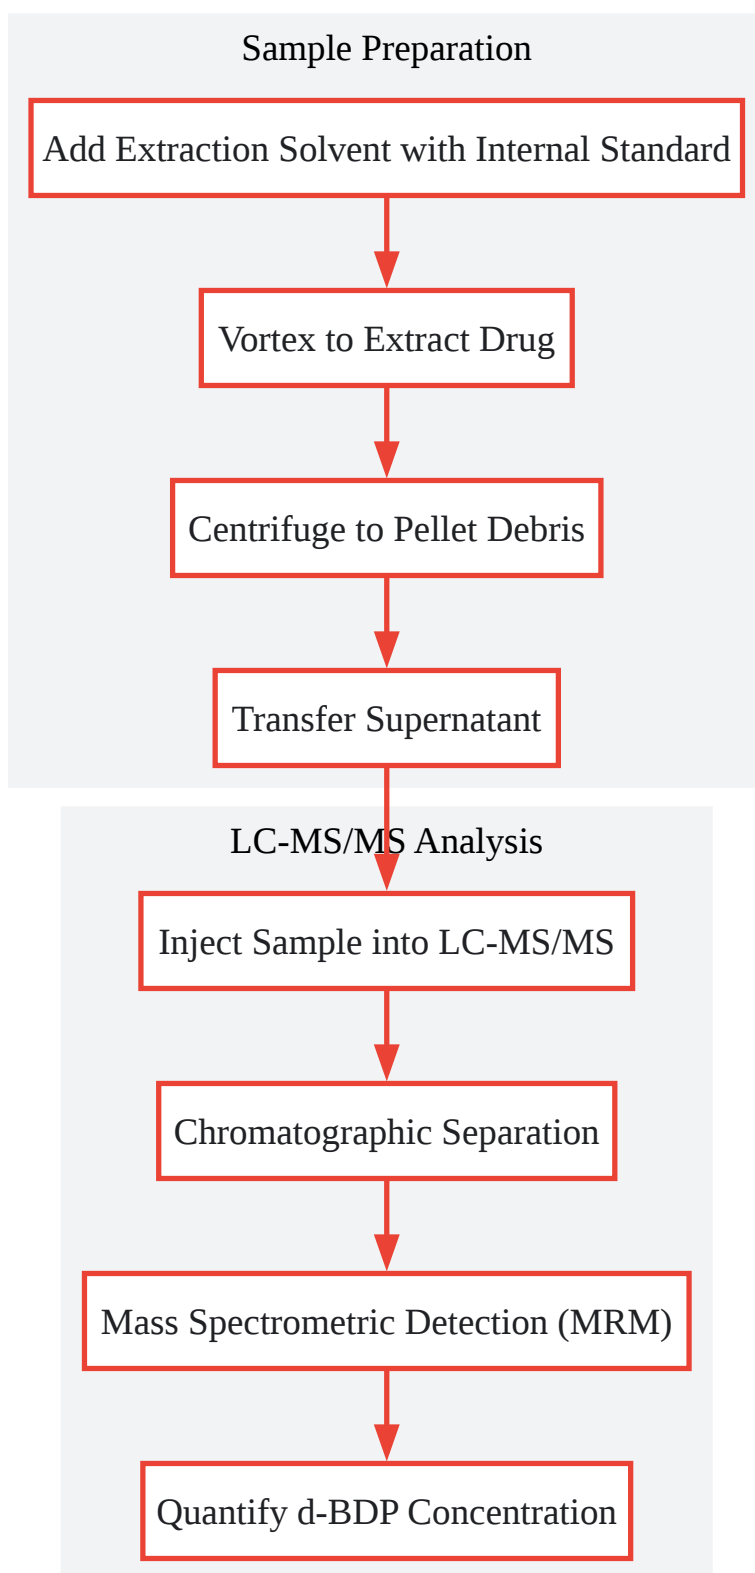 Sample Preparation
Add Extraction Solvent with Internal Standard
Vortex to Extract Drug
Centrifuge to Pellet Debris
Transfer Supernatant
LC-MS/MS Analysis
Inject Sample into LC-MS/MS
Chromatographic Separation
Mass Spectrometric Detection (MRM)
Quantify d-BDP Concentration